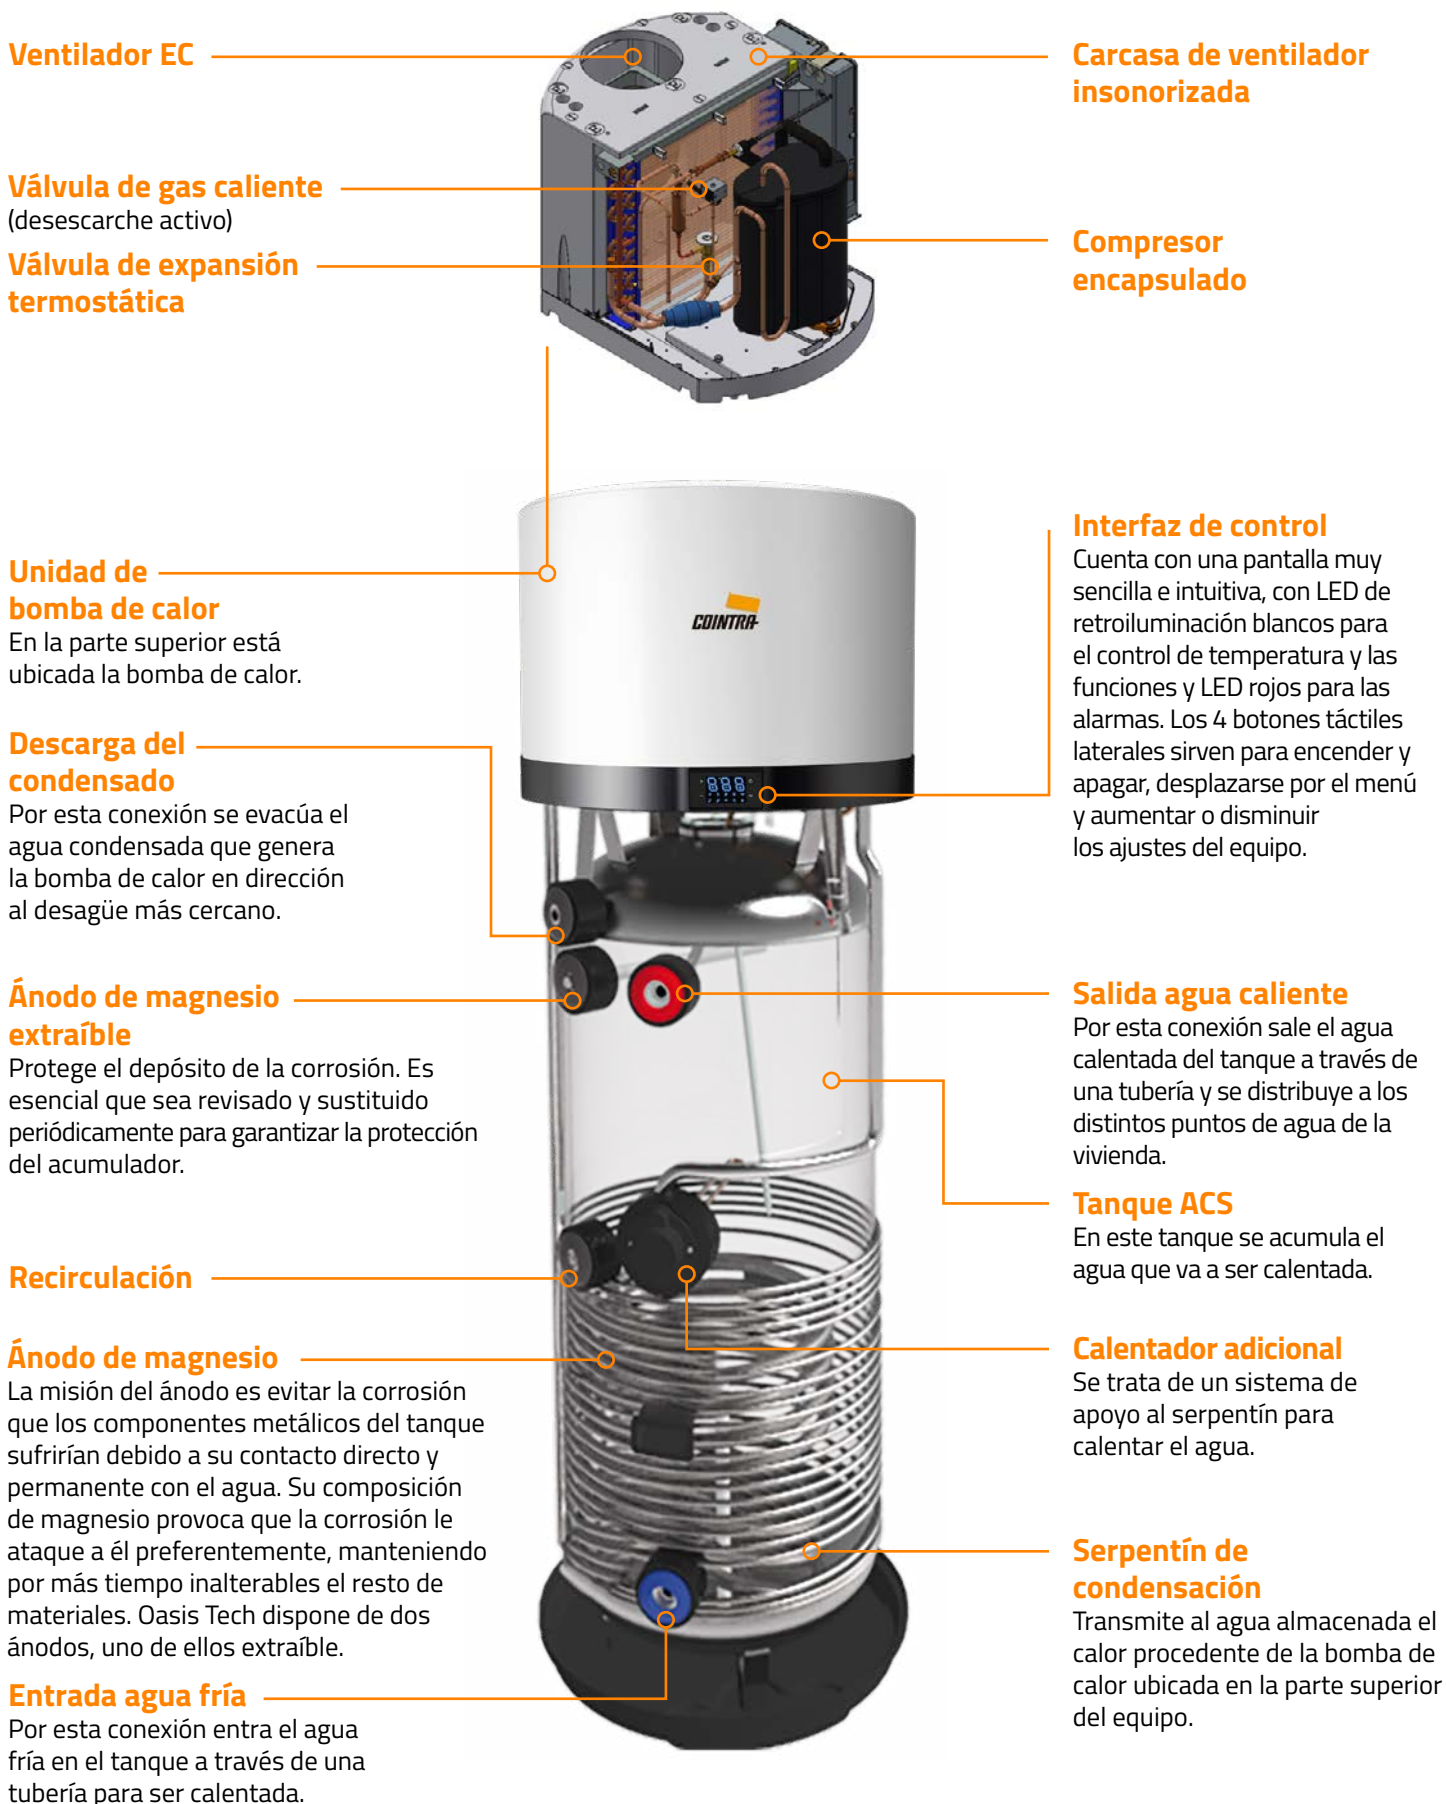 Ventilador EC
Válvula de gas caliente
(desescarche activo)
Válvula de expansión
termostática
Carcasa de ventilador
insonorizada
Compresor
encapsulado
Unidad de
bomba de calor
En la parte superior está
ubicada la bomba de calor.
Descarga del
condensado
Por esta conexión se evacúa el
agua condensada que genera
la bomba de calor en dirección
al desagüe más cercano.
Ánodo de magnesio
extraíble
Protege el depósito de la corrosión. Es
esencial que sea revisado y sustituido
periódicamente para garantizar la protección
del acumulador.
Recirculación
Ánodo de magnesio
La misión del ánodo es evitar la corrosión
que los componentes metálicos del tanque
sufrirían debido a su contacto directo y
permanente con el agua. Su composición
de magnesio provoca que la corrosión le
ataque a él preferentemente, manteniendo
por más tiempo inalterables el resto de
materiales. Oasis Tech dispone de dos
ánodos, uno de ellos extraíble.
Entrada agua fría
Por esta conexión entra el agua
fría en el tanque a través de una
tubería para ser calentada.
COINTRA
888
Interfaz de control
Cuenta con una pantalla muy
sencilla e intuitiva, con LED de
retroiluminación blancos para
el control de temperatura y las
funciones y LED rojos para las
alarmas. Los 4 botones táctiles
laterales sirven para encender y
apagar, desplazarse por el menú
y aumentar o disminuir
los ajustes del equipo.
Salida agua caliente
Por esta conexión sale el agua
calentada del tanque a través de
una tubería y se distribuye a los
distintos puntos de agua de la
vivienda.
Tanque ACS
En este tanque se acumula el
agua que va a ser calentada.
Calentador adicional
Se trata de un sistema de
apoyo al serpentín para
calentar el agua.
Serpentín de
condensación
Transmite al agua almacenada el
calor procedente de la bomba de
calor ubicada en la parte superior
del equipo.